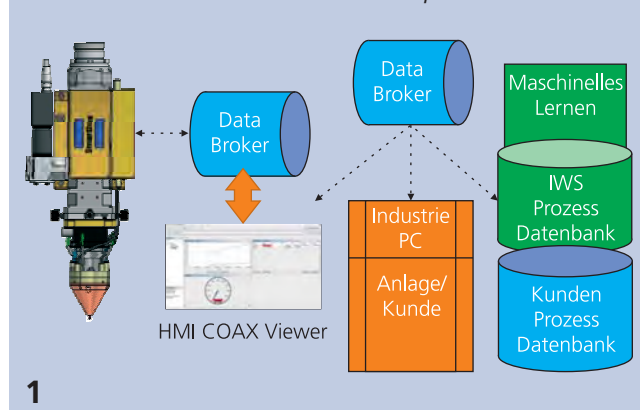 Data
Broker
HMI COAX Viewer
Data
Broker
Industrie
PC
Anlage/
Kunde
Maschinelles
Lernen
IWS
Prozess
Datenbank
Kunden
Prozess
Datenbank
1